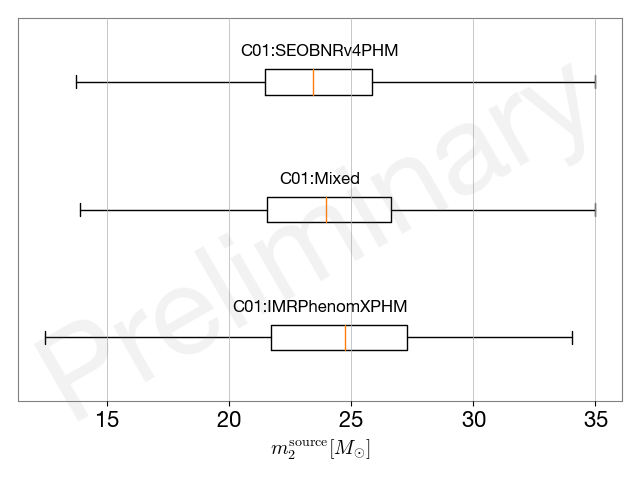 C01:SEOBNRv4PHM
C01:Mixed
C01:IMRPhenomXPHM
Preliminary
15 20 25 30 35
m₂^source[M⊙]